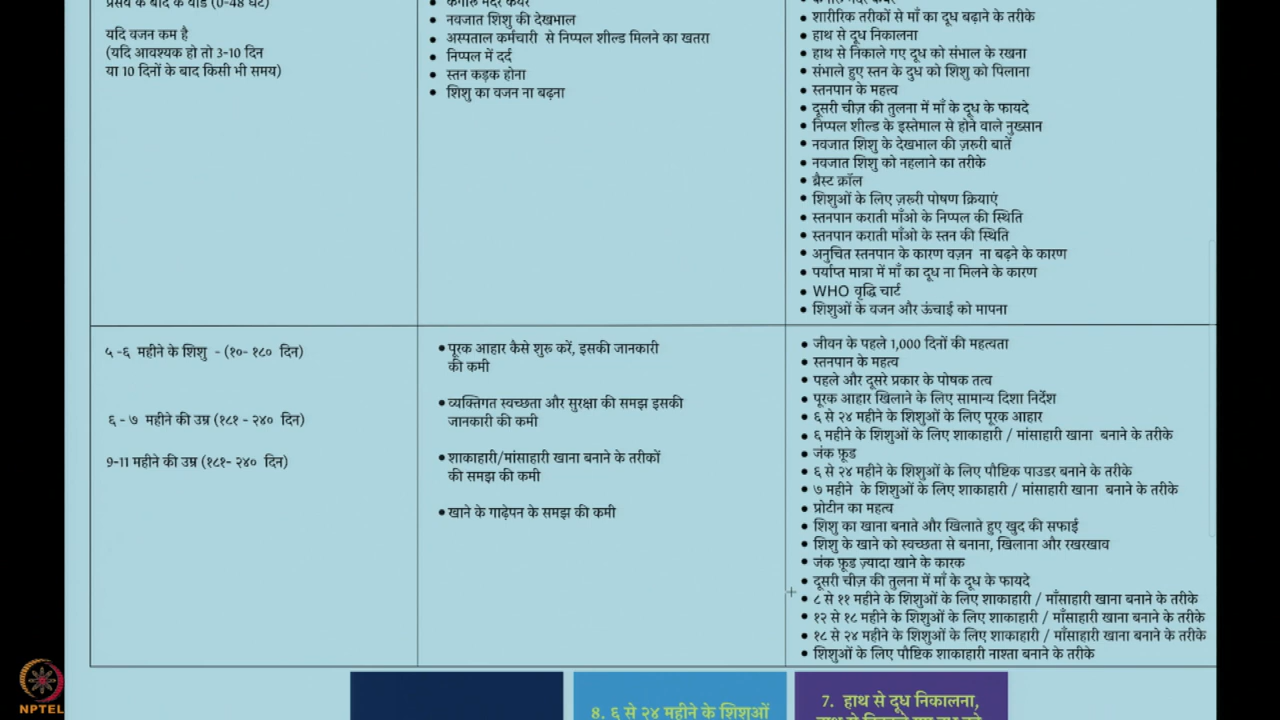 प्रसव के बाद के वार्ड (0-48 घंटे)
यदि वजन कम है
(यदि आवश्यक हो तो 3-10 दिन
या 10 दिनों के बाद किसी भी समय)
कंगारू मदर केयर
• नवजात शिशु की देखभाल
• अस्पताल कर्मचारी से निप्पल शील्ड मिलने का खतरा
• निप्पल में दर्द
• स्तन कड़क होना
• शिशु का वजन ना बढ़ना
कंगारू मदर केयर
• शारीरिक तरीकों से माँ का दूध बढ़ाने के तरीके
• हाथ से दूध निकालना
• हाथ से निकाले गए दूध को संभाल के रखना
• संभाले हुए स्तन के दुध को शिशु को पिलाना
• स्तनपान के महत्त्व
• दूसरी चीज़ की तुलना में माँ के दूध के फायदे
• निप्पल शील्ड के इस्तेमाल से होने वाले नुख्सान
• नवजात शिशु के देखभाल की ज़रूरी बातें
• नवजात शिशु को नहलाने का तरीके
• ब्रैस्ट क्रॉल
• शिशुओं के लिए ज़रूरी पोषण क्रियाएं
• स्तनपान कराती माँओ के निप्पल की स्थिति
• स्तनपान कराती माँओ के स्तन की स्थिति
• अनुचित स्तनपान के कारण वज़न ना बढ़ने के कारण
• पर्याप्त मात्रा में माँ का दूध ना मिलने के कारण
• WHO वृद्धि चार्ट
• शिशुओं के वजन और ऊंचाई को मापना
५ -६ महीने के शिशु - (१०- १८० दिन)
६ - ७ महीने की उम्र (१८१ - २४० दिन)
9-11 महीने की उम्र (१८१- २४० दिन)
• पूरक आहार कैसे शुरू करें, इसकी जानकारी
की कमी
• व्यक्तिगत स्वच्छता और सुरक्षा की समझ इसकी
जानकारी की कमी
• शाकाहारी/मांसाहारी खाना बनाने के तरीकों
की समझ की कमी
• खाने के गाढ़ेपन के समझ की कमी
• जीवन के पहले 1,000 दिनों की महत्वता
• स्तनपान के महत्व
• पहले और दूसरे प्रकार के पोषक तत्व
• पूरक आहार खिलाने के लिए सामान्य दिशा निर्देश
• ६ से २४ महीने के शिशुओं के लिए पूरक आहार
• ६ महीने के शिशुओं के लिए शाकाहारी / मांसाहारी खाना बनाने के तरीके
• जंक फ़ूड
• ६ से २४ महीने के शिशुओं के लिए पौष्टिक पाउडर बनाने के तरीके
• ७ महीने के शिशुओं के लिए शाकाहारी / मांसाहारी खाना बनाने के तरीके
• प्रोटीन का महत्व
• शिशु का खाना बनाते और खिलाते हुए खुद की सफाई
• शिशु के खाने को स्वच्छता से बनाना, खिलाना और रखरखाव
• जंक फ़ूड ज़्यादा खाने के कारक
• दूसरी चीज़ की तुलना में माँ के दूध के फायदे
• ८ से ११ महीने के शिशुओं के लिए शाकाहारी / माँसाहारी खाना बनाने के तरीके
• १२ से १८ महीने के शिशुओं के लिए शाकाहारी / माँसाहारी खाना बनाने के तरीके
• १८ से २४ महीने के शिशुओं के लिए शाकाहारी / माँसाहारी खाना बनाने के तरीके
• शिशुओं के लिए पौष्टिक शाकाहारी नाश्ता बनाने के तरीके
8. ६ से २४ महीने के शिशुओं
7. हाथ से दूध निकालना,
NPTEL